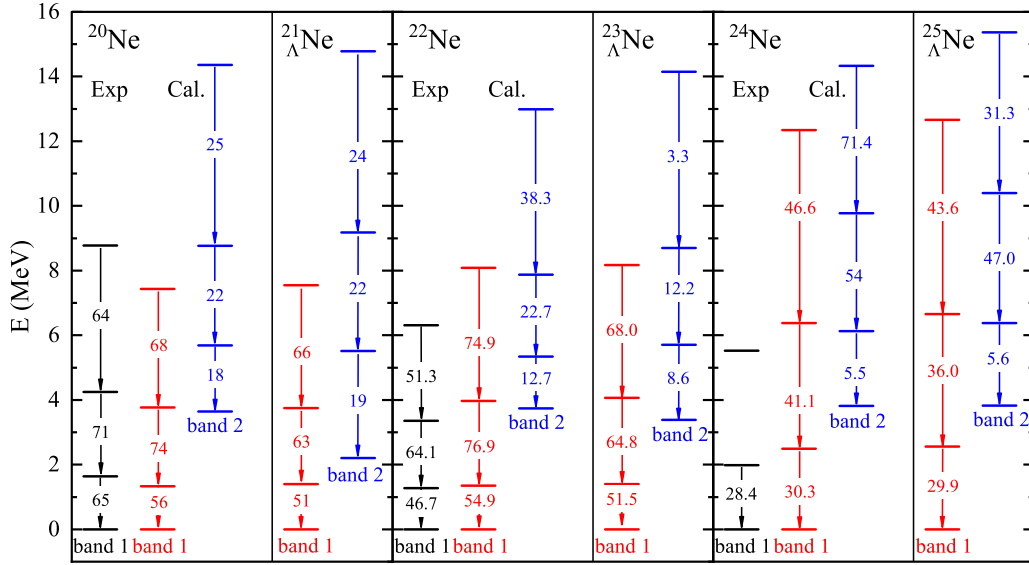 16
14
12
10
8
6
4
2
0
E (MeV)
20Ne
Exp
Cal.
64
71
65
band 1
68
74
56
band 1
25
22
18
band 2
21ΛNe
66
63
51
band 1
24
22
19
band 2
22Ne
Exp
Cal.
51.3
64.1
46.7
band 1
74.9
76.9
54.9
band 1
38.3
22.7
12.7
band 2
23ΛNe
68.0
64.8
51.5
band 1
3.3
12.2
8.6
band 2
24Ne
Exp
Cal.
28.4
band 1
46.6
41.1
30.3
band 1
71.4
54
5.5
band 2
25ΛNe
43.6
36.0
29.9
band 1
31.3
47.0
5.6
band 2